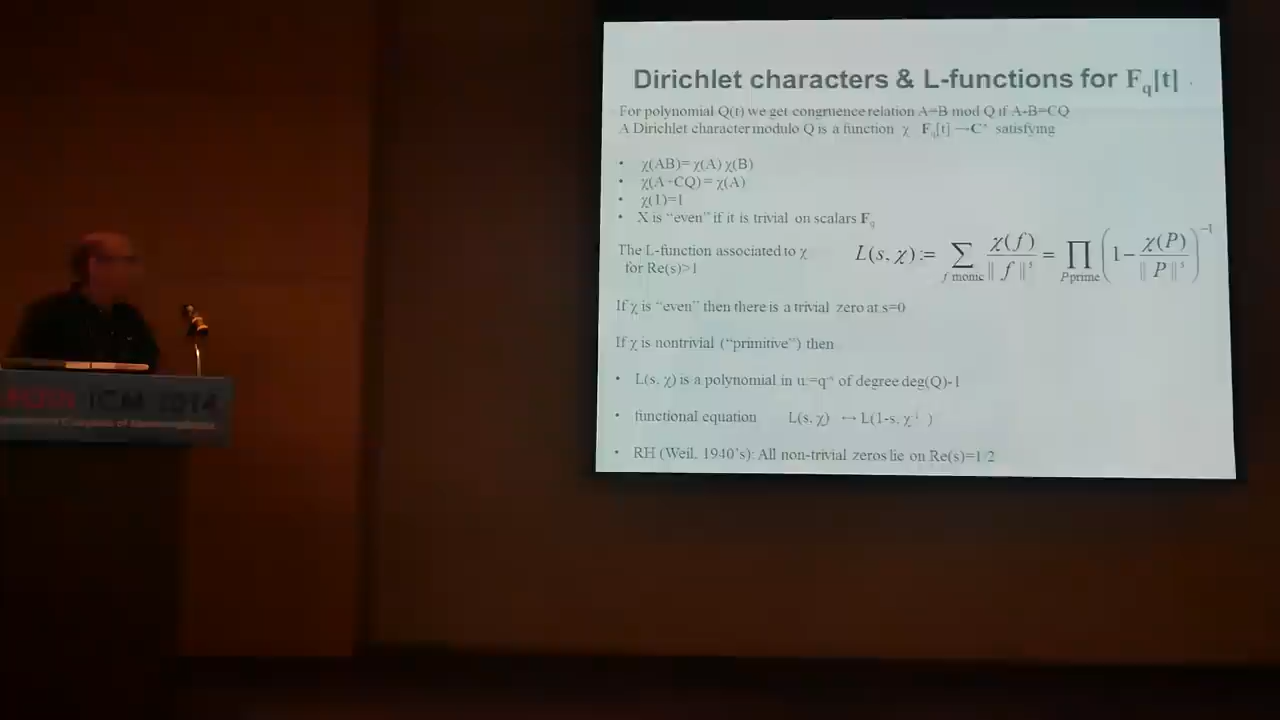 Dirichlet characters & L-functions for F_q[t]
For polynomial Q(t) we get congruence relation A=B mod Q if A-B=CQ
A Dirichlet character modulo Q is a function χ F_q[t] →C* satisfying
• χ(AB)= χ(A) χ(B)
• χ(A+CQ)= χ(A)
• χ(1)=1
• X is "even" if it is trivial on scalars F_q
The L-function associated to χ
for Re(s)>1
L(s, χ) := ∑_{f monic} χ(f) / ||f||^s = ∏_{P prime} (1 − χ(P) / ||P||^s)^{-1}
If χ is "even" then there is a trivial zero at s=0
If χ is nontrivial ("primitive") then
• L(s, χ) is a polynomial in u:=q^{-s} of degree deg(Q)-1
• functional equation L(s, χ) ↔ L(1-s, χ^{-1})
• RH (Weil, 1940's): All non-trivial zeros lie on Re(s)=1/2
ICM 2014
Congress of Mathematicians